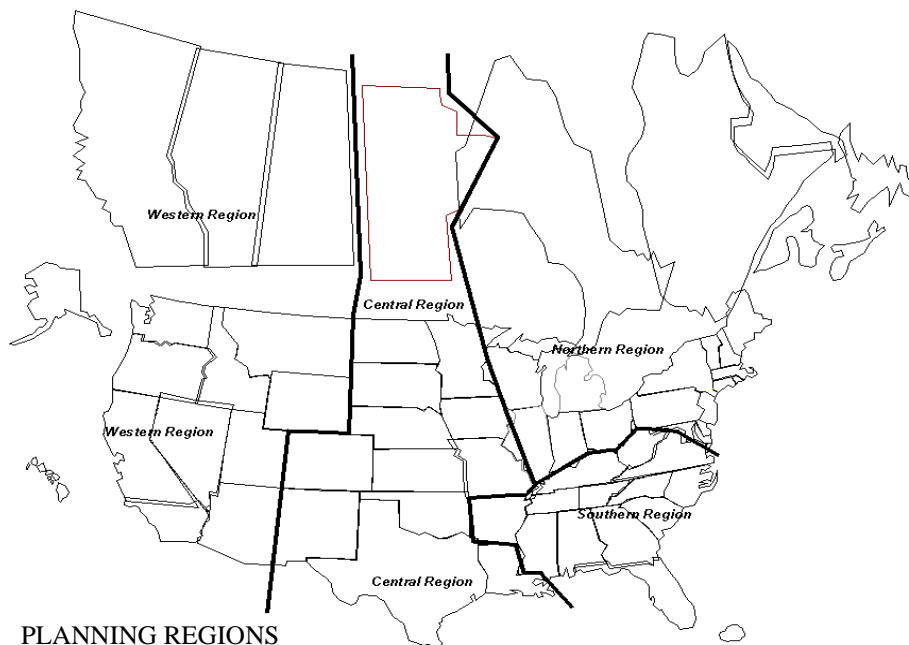 Western Region
Central Region
Northern Region
Western Region
Southern Region
Central Region
PLANNING REGIONS